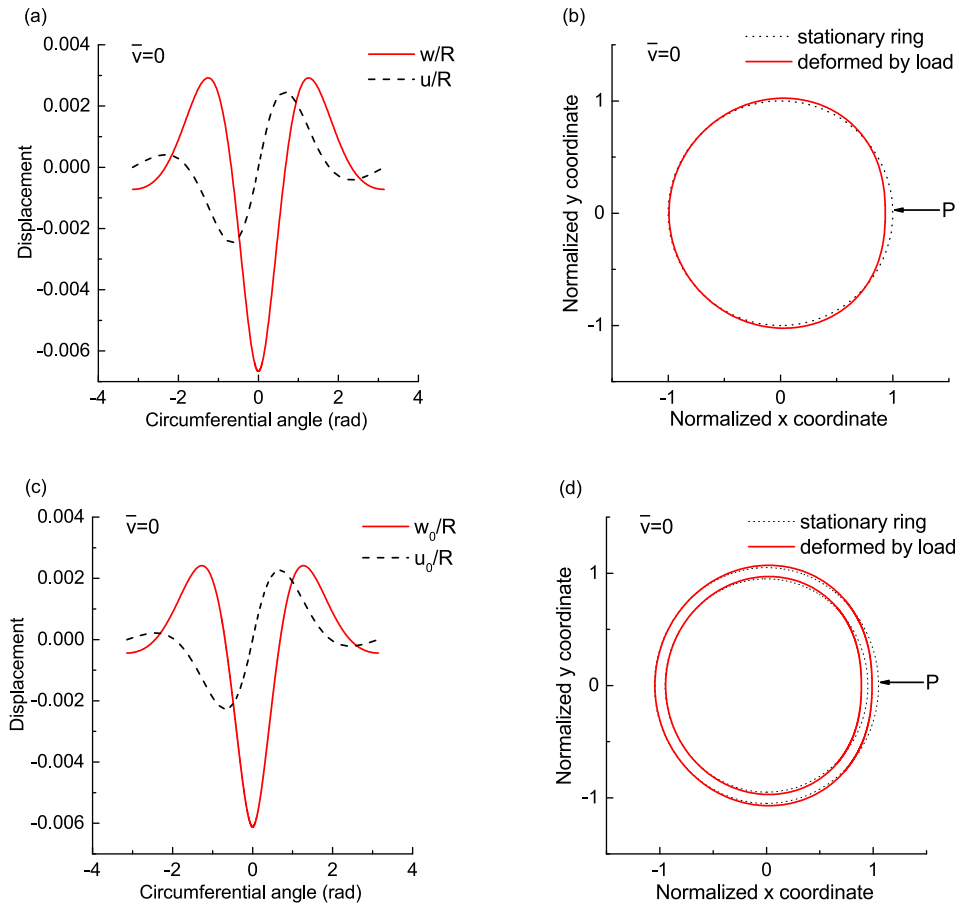 (a)
v̅=0
w/R
u/R
0.004
0.002
0.000
-0.002
-0.004
-0.006
Displacement
-4
-2
0
2
4
Circumferential angle (rad)
(b)
v̅=0
stationary ring
deformed by load
1
0
-1
Normalized y coordinate
P
-1
0
1
Normalized x coordinate
(c)
v̅=0
w₀/R
u₀/R
0.004
0.002
0.000
-0.002
-0.004
-0.006
Displacement
-4
-2
0
2
4
Circumferential angle (rad)
(d)
v̅=0
stationary ring
deformed by load
1
0
-1
Normalized y coordinate
P
-1
0
1
Normalized x coordinate